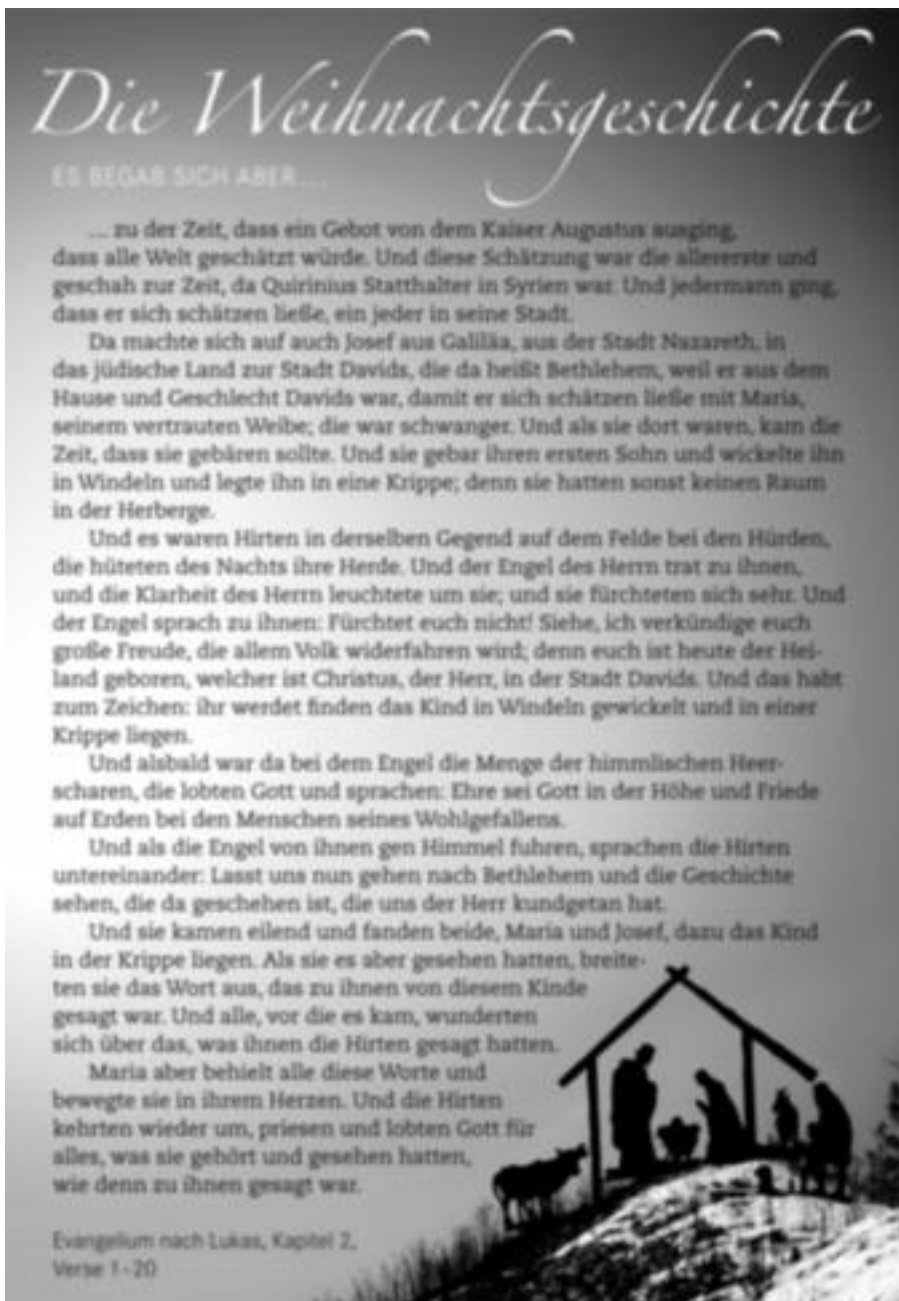 Die Weihnachtsgeschichte
ES BEGAB SICH ABER...
... zu der Zeit, dass ein Gebot von dem Kaiser Augustus ausging,
dass alle Welt geschätzt würde. Und diese Schätzung war die allererste und
geschah zur Zeit, da Quirinius Statthalter in Syrien war. Und jedermann ging,
dass er sich schätzen ließe, ein jeder in seine Stadt.
Da machte sich auf auch Josef aus Galiläa, aus der Stadt Nazareth, in
das jüdische Land zur Stadt Davids, die da heißt Bethlehem, weil er aus dem
Hause und Geschlecht Davids war, damit er sich schätzen ließe mit Maria,
seinem vertrauten Weibe; die war schwanger. Und als sie dort waren, kam die
Zeit, dass sie gebären sollte. Und sie gebar ihren ersten Sohn und wickelte ihn
in Windeln und legte ihn in eine Krippe; denn sie hatten sonst keinen Raum
in der Herberge.
Und es waren Hirten in derselben Gegend auf dem Felde bei den Hürden,
die hüteten des Nachts ihre Herde. Und der Engel des Herrn trat zu ihnen,
und die Klarheit des Herrn leuchtete um sie; und sie fürchteten sich sehr. Und
der Engel sprach zu ihnen: Fürchtet euch nicht! Siehe, ich verkündige euch
große Freude, die allem Volk widerfahren wird; denn euch ist heute der Hei-
land geboren, welcher ist Christus, der Herr, in der Stadt Davids. Und das habt
zum Zeichen: ihr werdet finden das Kind in Windeln gewickelt und in einer
Krippe liegen.
Und alsbald war da bei dem Engel die Menge der himmlischen Heer-
scharen, die lobten Gott und sprachen: Ehre sei Gott in der Höhe und Friede
auf Erden bei den Menschen seines Wohlgefallens.
Und als die Engel von ihnen gen Himmel fuhren, sprachen die Hirten
untereinander: Lasst uns nun gehen nach Bethlehem und die Geschichte
sehen, die da geschehen ist, die uns der Herr kundgetan hat.
Und sie kamen eilend und fanden beide, Maria und Josef, dazu das Kind
in der Krippe liegen. Als sie es aber gesehen hatten, breite-
ten sie das Wort aus, das zu ihnen von diesem Kinde
gesagt war. Und alle, vor die es kam, wunderten
sich über das, was ihnen die Hirten gesagt hatten.
Maria aber behielt alle diese Worte und
bewegte sie in ihrem Herzen. Und die Hirten
kehrten wieder um, priesen und lobten Gott für
alles, was sie gehört und gesehen hatten,
wie denn zu ihnen gesagt war.
Evangelium nach Lukas, Kapitel 2,
Verse 1-20